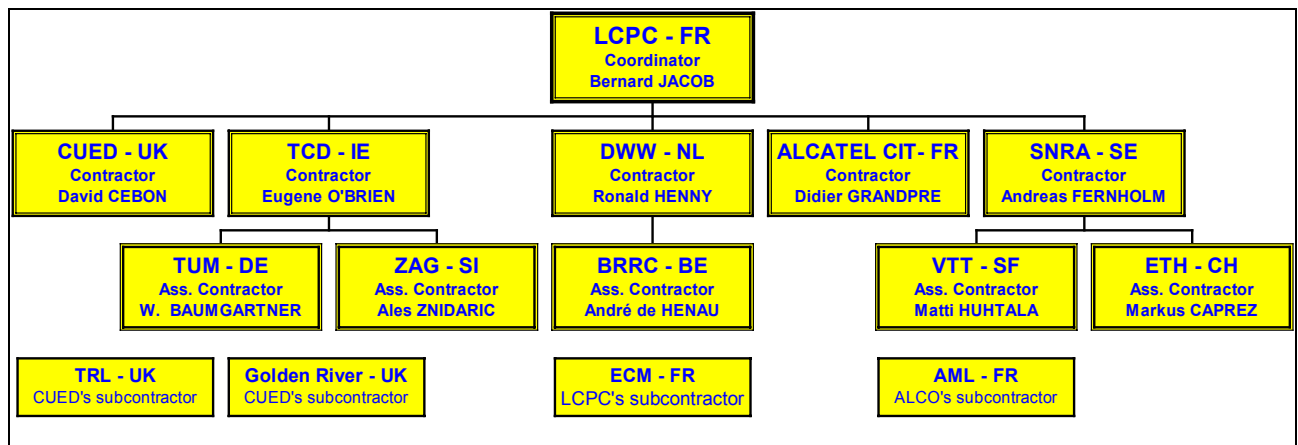 LCPC - FR
Coordinator
Bernard JACOB
CUED - UK
Contractor
David CEBON
TCD - IE
Contractor
Eugene O'BRIEN
DWW - NL
Contractor
Ronald HENNY
ALCATEL CIT- FR
Contractor
Didier GRANDPRE
SNRA - SE
Contractor
Andreas FERNHOLM
TUM - DE
Ass. Contractor
W. BAUMGARTNER
ZAG - SI
Ass. Contractor
Ales ZNIDARIC
BRRC - BE
Ass. Contractor
André de HENAU
VTT - SF
Ass. Contractor
Matti HUHTALA
ETH - CH
Ass. Contractor
Markus CAPREZ
TRL - UK
CUED's subcontractor
Golden River - UK
CUED's subcontractor
ECM - FR
LCPC's subcontractor
AML - FR
ALCO's subcontractor